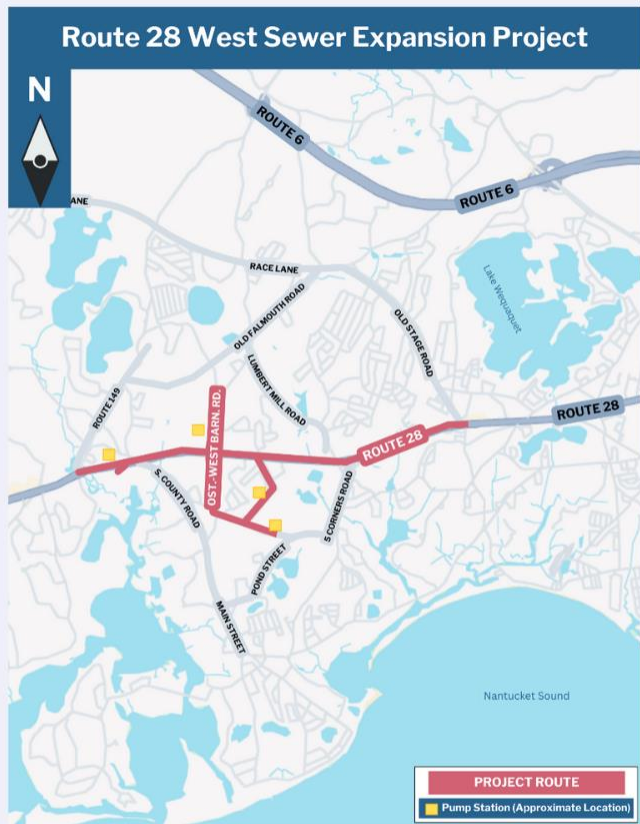 Route 28 West Sewer Expansion Project
N
ROUTE 6
ROUTE 6
ANE
RACE LANE
Lake Wequaquet
OLD FALMOUTH ROAD
OLD STAGE ROAD
LUMBERT MILL ROAD
ROUTE 149
OST.-WEST BARN. RD.
ROUTE 28
ROUTE 28
S. COUNTY ROAD
5 CORNERS ROAD
POND STREET
MAIN STREET
Nantucket Sound
PROJECT ROUTE
Pump Station (Approximate Location)